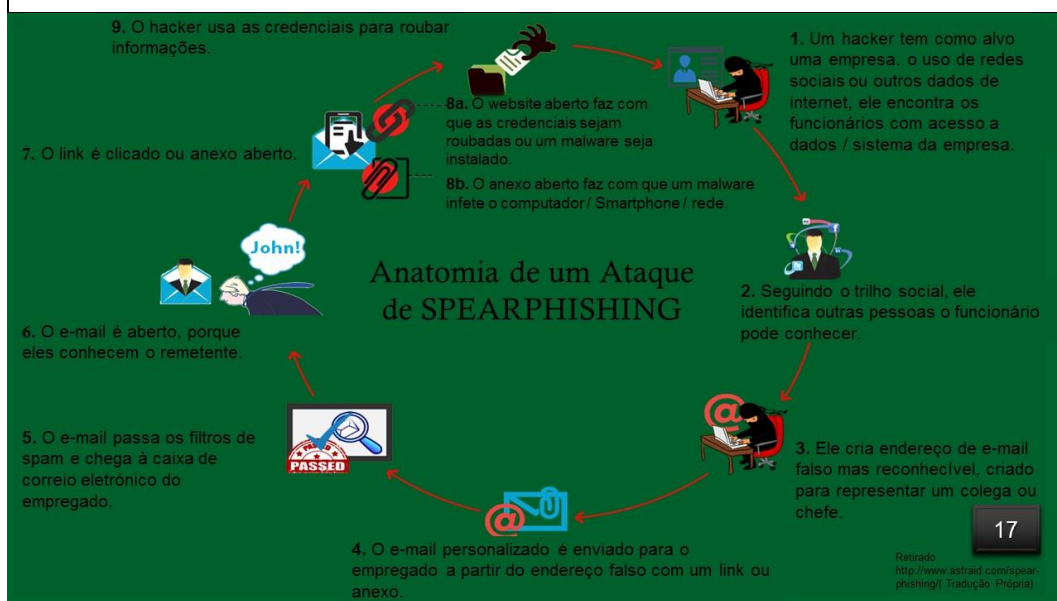 9. O hacker usa as credenciais para roubar
informações.
1. Um hacker tem como alvo
uma empresa. o uso de redes
sociais ou outros dados de
internet, ele encontra os
funcionários com acesso a
dados / sistema da empresa.
8a. O website aberto faz com
que as credenciais sejam
roubadas ou um malware seja
instalado.
7. O link é clicado ou anexo aberto.
8b. O anexo aberto faz com que um malware
infete o computador / Smartphone / rede.
John!
Anatomia de um Ataque
de SPEARPHISHING
2. Seguindo o trilho social, ele
identifica outras pessoas o funcionário
pode conhecer.
6. O e-mail é aberto, porque
eles conhecem o remetente.
@
3. Ele cria endereço de e-mail
falso mas reconhecível, criado
para representar um colega ou
chefe.
5. O e-mail passa os filtros de
spam e chega à caixa de
correio eletrónico do
empregado.
PASSED
@
4. O e-mail personalizado é enviado para o
empregado a partir do endereço falso com um link ou
anexo.
17
Retirado
http://www.astraid.com/spear-
phishing/( Tradução Própria)